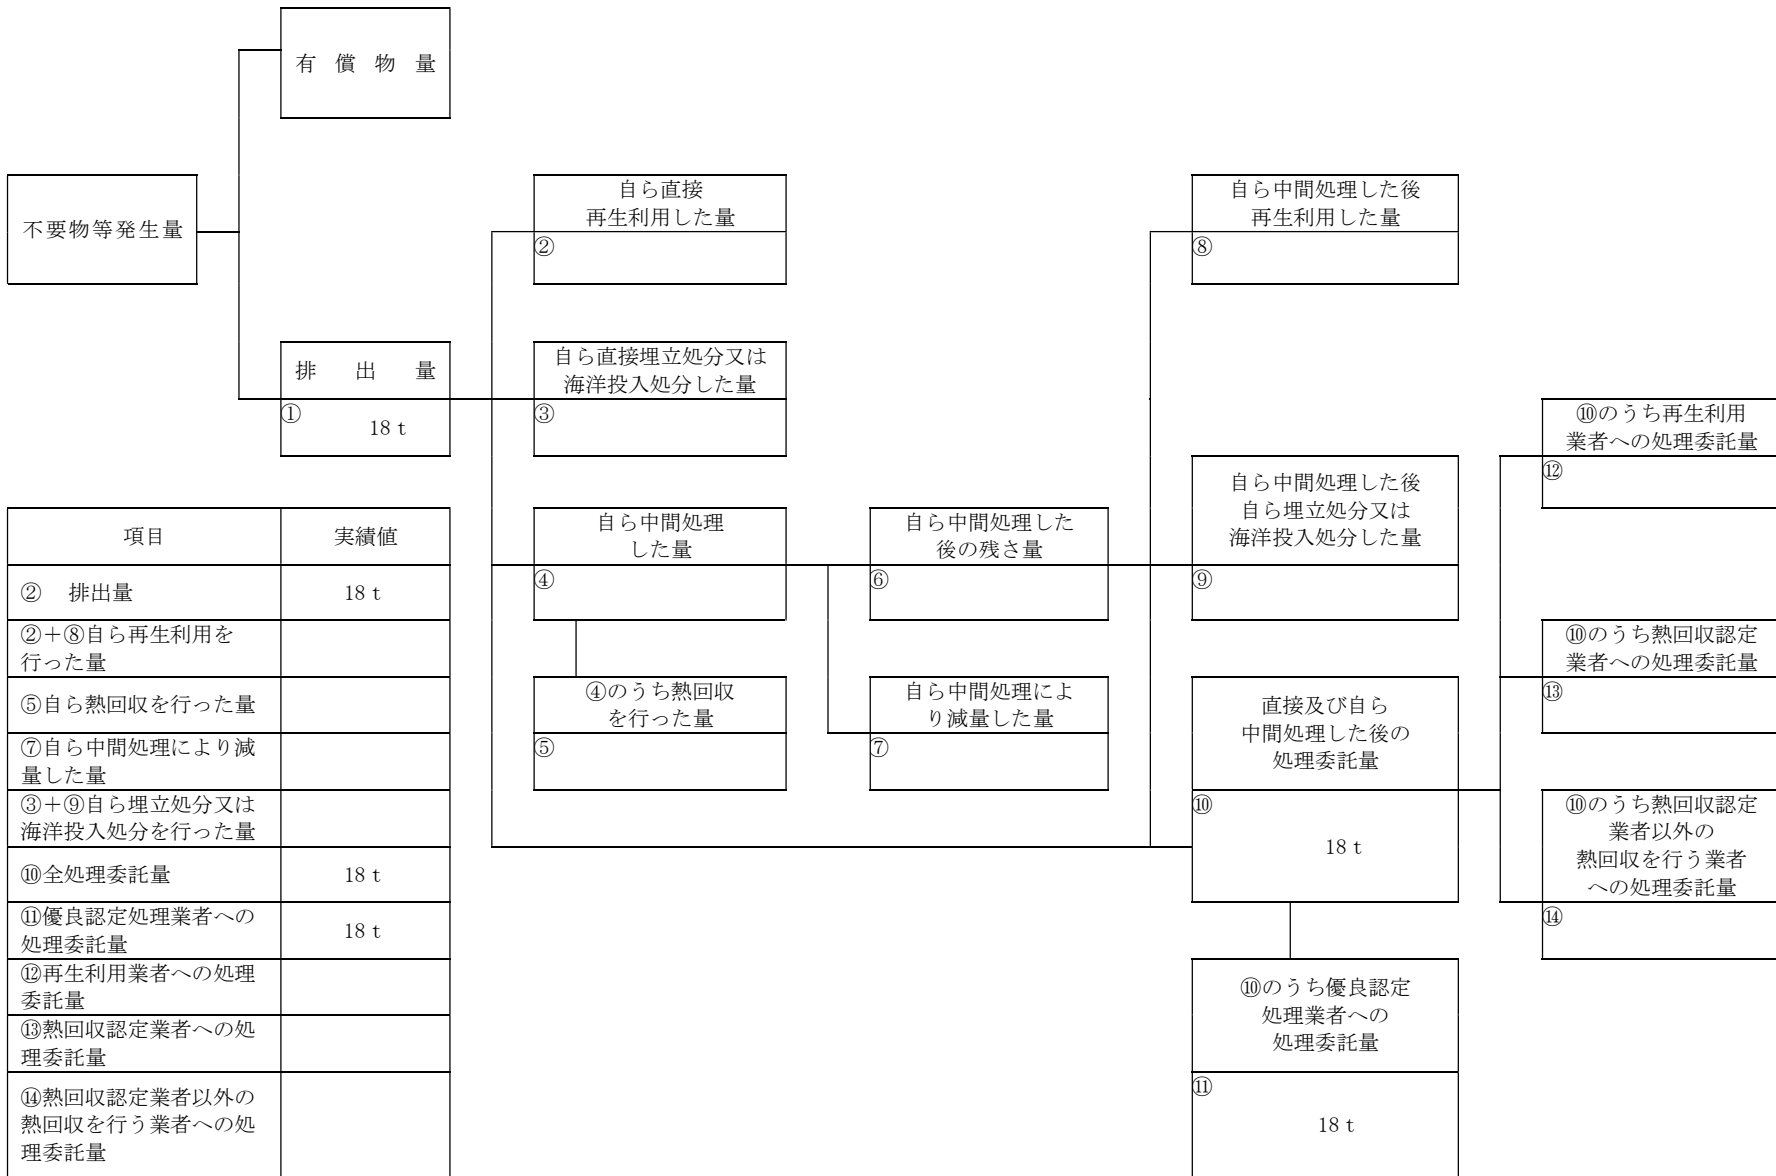 有 償 物 量
不要物等発生量
自ら直接
再生利用した量
②
自ら中間処理した後
再生利用した量
⑧
排 出 量
①
18 t
自ら直接埋立処分又は
海洋投入処分した量
③
⑩のうち再生利用
業者への処理委託量
⑫
自ら中間処理
した量
④
自ら中間処理した
後の残さ量
⑥
自ら中間処理した後
自ら埋立処分又は
海洋投入処分した量
⑨
⑩のうち熱回収認定
業者への処理委託量
⑬
④のうち熱回収
を行った量
⑤
自ら中間処理によ
り減量した量
⑦
直接及び自ら
中間処理した後の
処理委託量
⑩
18 t
⑩のうち熱回収認定
業者以外の
熱回収を行う業者
への処理委託量
⑭
⑩のうち優良認定
処理業者への
処理委託量
⑪
18 t
項目 実績値
② 排出量 18 t
②+⑧自ら再生利用を
行った量
⑤自ら熱回収を行った量
⑦自ら中間処理により減
量した量
③+⑨自ら埋立処分又は
海洋投入処分を行った量
⑩全処理委託量 18 t
⑪優良認定処理業者への
処理委託量 18 t
⑫再生利用業者への処理
委託量
⑬熱回収認定業者への処
理委託量
⑭熱回収認定業者以外の
熱回収を行う業者への処
理委託量